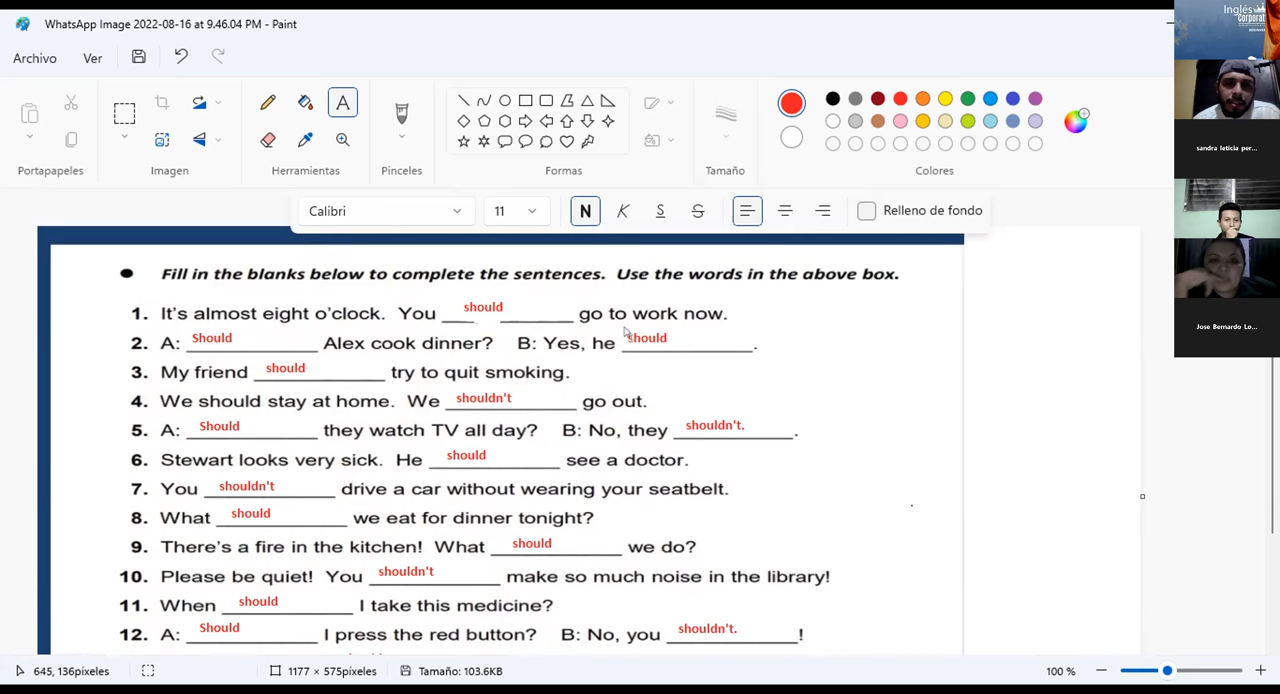 WhatsApp Image 2022-08-16 at 9.46.04 PM - Paint
Archivo Ver
Portapapeles Imagen Herramientas Pinceles Formas Tamaño Colores
Calibri 11 N K S S Relleno de fondo
Fill in the blanks below to complete the sentences. Use the words in the above box.
1. It's almost eight o'clock. You should go to work now.
2. A: Should Alex cook dinner? B: Yes, he should.
3. My friend should try to quit smoking.
4. We should stay at home. We shouldn't go out.
5. A: Should they watch TV all day? B: No, they shouldn't. .
6. Stewart looks very sick. He should see a doctor.
7. You shouldn't drive a car without wearing your seatbelt.
8. What should we eat for dinner tonight?
9. There's a fire in the kitchen! What should we do?
10. Please be quiet! You shouldn't make so much noise in the library!
11. When should I take this medicine?
12. A: Should I press the red button? B: No, you shouldn't. !
645, 136píxeles 1177 × 575píxeles Tamaño: 103.6KB 100 %
Inglés
Corporat
sandra leticia per...
Jose Bernardo Lo...